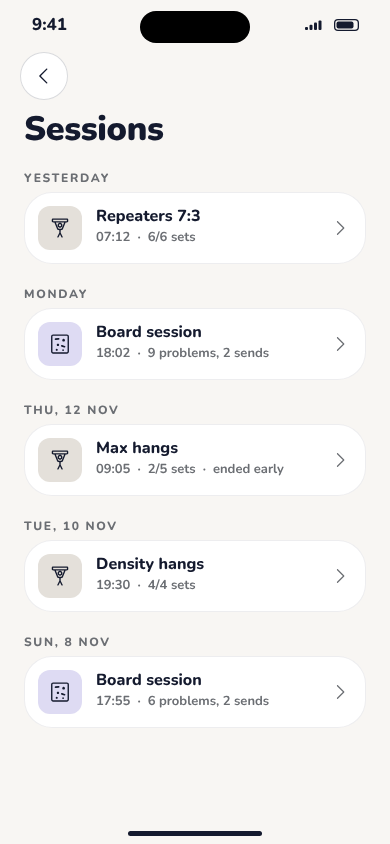 9:41
Sessions
YESTERDAY
Repeaters 7:3
07:12 · 6/6 sets
MONDAY
Board session
18:02 · 9 problems, 2 sends
THU, 12 NOV
Max hangs
09:05 · 2/5 sets · ended early
TUE, 10 NOV
Density hangs
19:30 · 4/4 sets
SUN, 8 NOV
Board session
17:55 · 6 problems, 2 sends